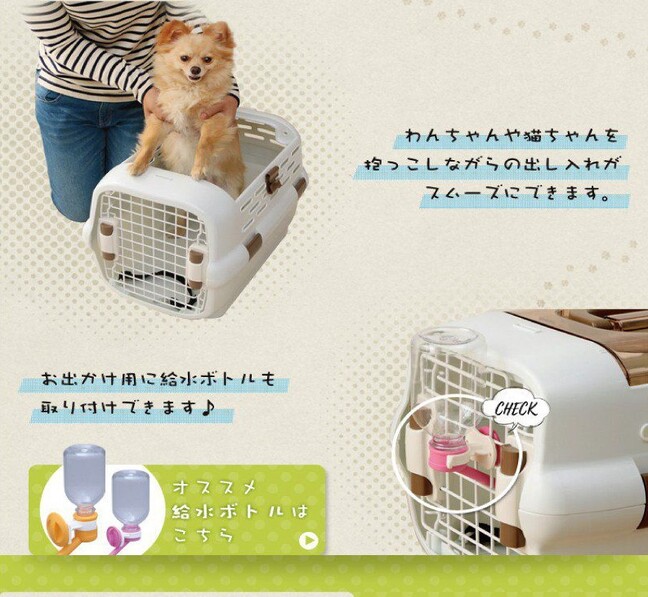 わんちゃんや猫ちゃんを
抱っこしながらの出し入れが
スムーズにできます。
お出かけ用に給水ボトルも
取り付けできます♪
CHECK
オススメ
給水ボトルは
こちら